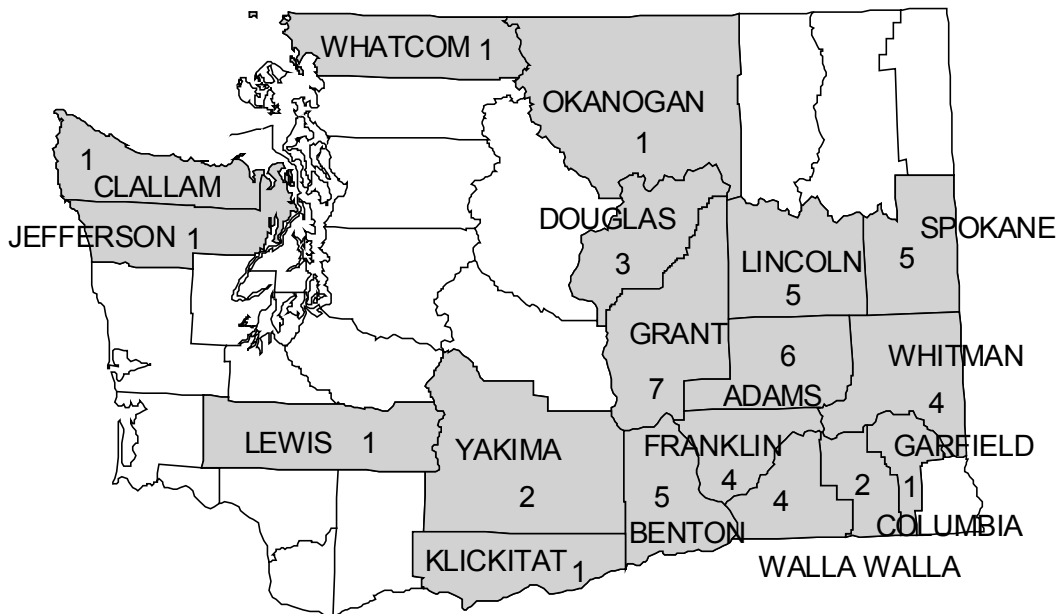 WHATCOM 1
OKANOGAN
1
1
CLALLAM
JEFFERSON 1
DOUGLAS
3
SPOKANE
5
LINCOLN
5
GRANT
7
6
ADAMS
WHITMAN
4
LEWIS 1
YAKIMA
2
FRANKLIN
4
GARFIELD
1
5
BENTON
4
2
COLUMBIA
KLICKITAT 1
WALLA WALLA